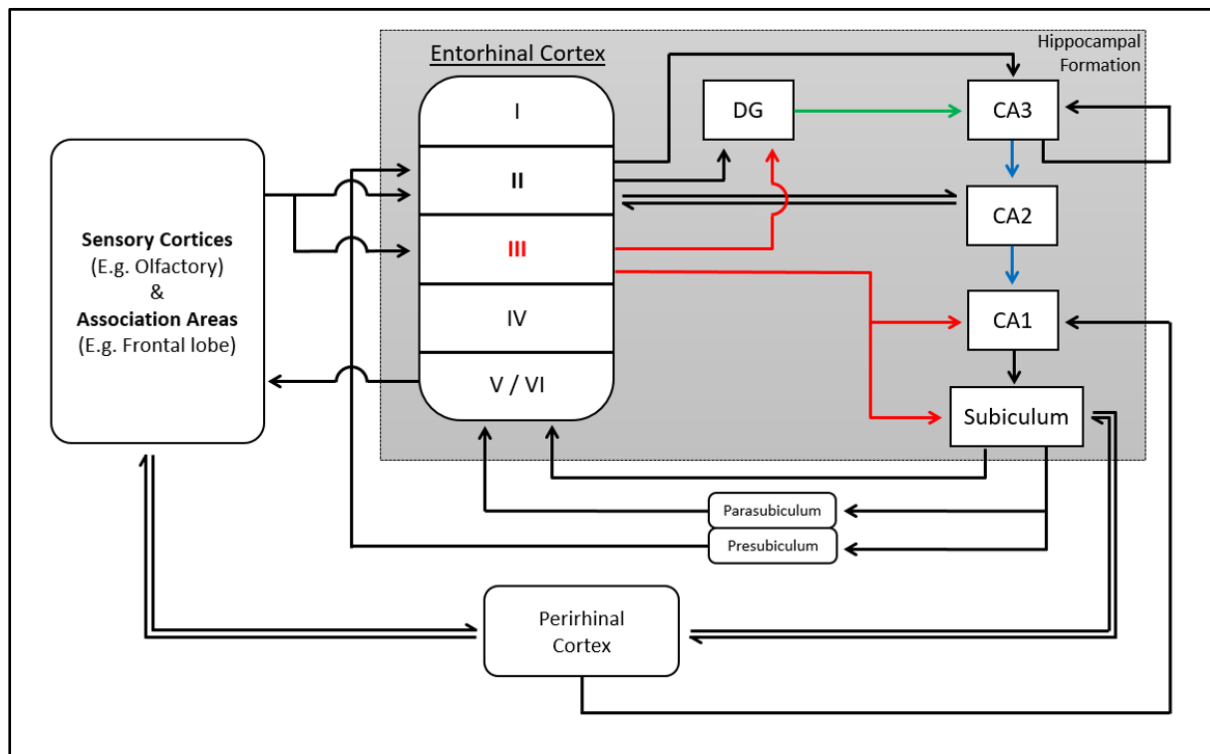 Entorhinal Cortex
Hippocampal
Formation
I
II
III
IV
V / VI
DG
CA3
CA2
CA1
Subiculum
Sensory Cortices
(E.g. Olfactory)
&
Association Areas
(E.g. Frontal lobe)
Parasubiculum
Presubiculum
Perirhinal
Cortex